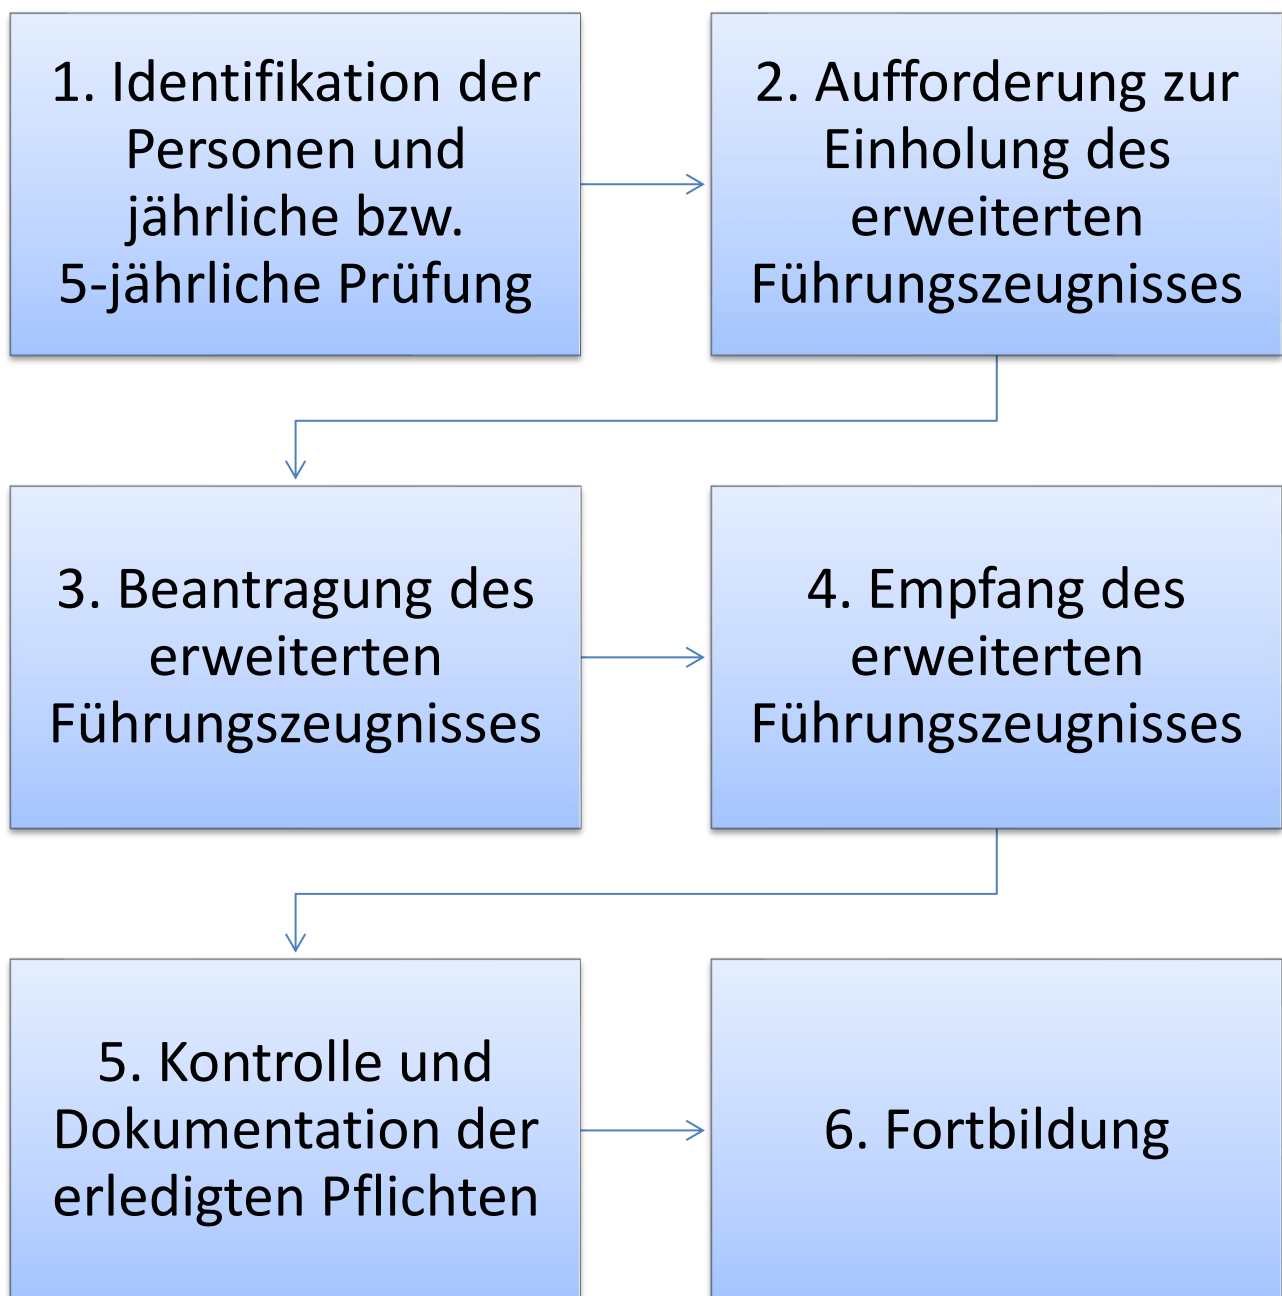 1. Identifikation der
Personen und
jährliche bzw.
5-jährliche Prüfung
2. Aufforderung zur
Einholung des
erweiterten
Führungszeugnisses
3. Beantragung des
erweiterten
Führungszeugnisses
4. Empfang des
erweiterten
Führungszeugnisses
5. Kontrolle und
Dokumentation der
erledigten Pflichten
6. Fortbildung